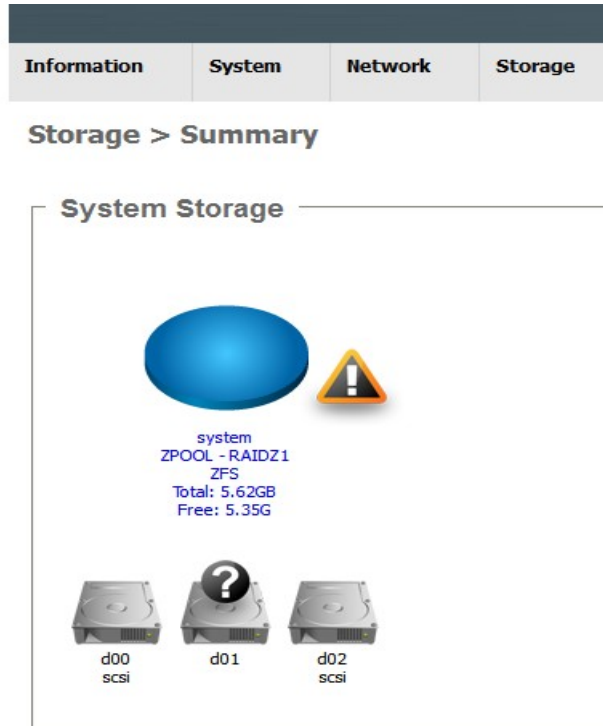 Information System Network Storage
Storage > Summary
System Storage
!
system
ZPOOL - RAIDZ1
ZFS
Total: 5.62GB
Free: 5.35G
?
d00 d01 d02
scsi scsi